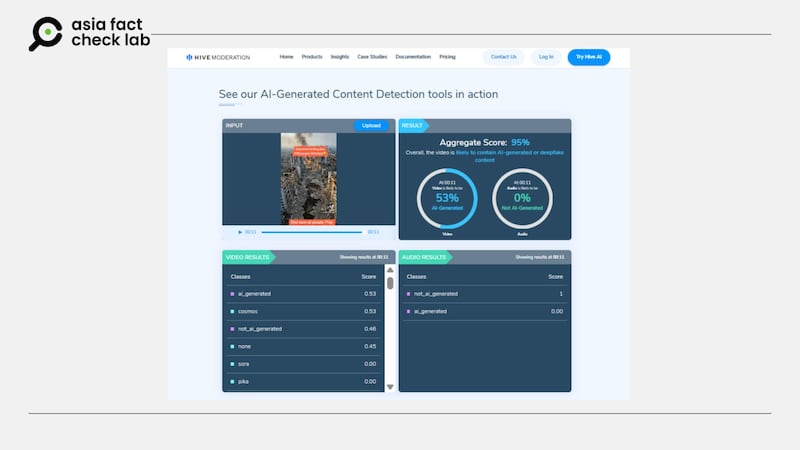 asia fact
check lab
HIVE MODERATION
Home Products Insights Case Studies Documentation Pricing
Contact Us Log In Try Hive AI
See our AI-Generated Content Detection tools in action
INPUT Upload
00:11 00:11
RESULT
Aggregate Score: 95%
Overall, the video is likely to contain AI-generated or deepfake
content
At 00:11
Video is likely to be
53%
AI-Generated
Video
At 00:11
Audio is likely to be
0%
Not AI-Generated
Audio
VIDEO RESULTS Showing results at 00:11
Classes Score
ai_generated 0.53
cosmos 0.53
not_ai_generated 0.46
none 0.45
sora 0.00
pika 0.00
AUDIO RESULTS Showing results at 00:11
Classes Score
not_ai_generated 1
ai_generated 0.00